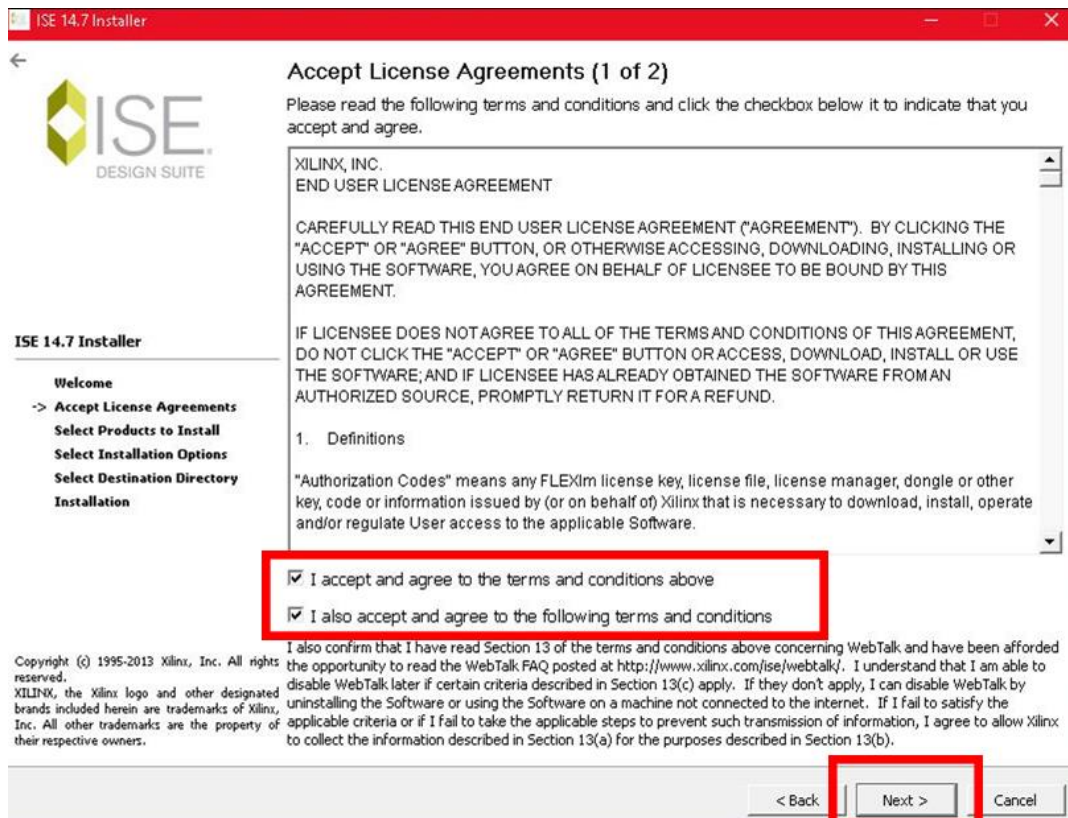 ISE 14.7 Installer
ISE.
DESIGN SUITE
ISE 14.7 Installer
Welcome
-> Accept License Agreements
Select Products to Install
Select Installation Options
Select Destination Directory
Installation
Copyright (c) 1995-2013 Xilinx, Inc. All rights
reserved.
XILINX, the Xilinx logo and other designated
brands included herein are trademarks of Xilinx,
Inc. All other trademarks are the property of
their respective owners.
Accept License Agreements (1 of 2)
Please read the following terms and conditions and click the checkbox below it to indicate that you
accept and agree.
XILINX, INC.
END USER LICENSE AGREEMENT
CAREFULLY READ THIS END USER LICENSE AGREEMENT ("AGREEMENT"). BY CLICKING THE
"ACCEPT" OR "AGREE" BUTTON, OR OTHERWISE ACCESSING, DOWNLOADING, INSTALLING OR
USING THE SOFTWARE, YOU AGREE ON BEHALF OF LICENSEE TO BE BOUND BY THIS
AGREEMENT.
IF LICENSEE DOES NOT AGREE TO ALL OF THE TERMS AND CONDITIONS OF THIS AGREEMENT,
DO NOT CLICK THE "ACCEPT" OR "AGREE" BUTTON OR ACCESS, DOWNLOAD, INSTALL OR USE
THE SOFTWARE; AND IF LICENSEE HAS ALREADY OBTAINED THE SOFTWARE FROM AN
AUTHORIZED SOURCE, PROMPTLY RETURN IT FOR A REFUND.
1. Definitions
"Authorization Codes" means any FLEXlm license key, license file, license manager, dongle or other
key, code or information issued by (or on behalf of) Xilinx that is necessary to download, install, operate
and/or regulate User access to the applicable Software.
I accept and agree to the terms and conditions above
I also accept and agree to the following terms and conditions
I also confirm that I have read Section 13 of the terms and conditions above concerning WebTalk and have been afforded
the opportunity to read the WebTalk FAQ posted at http://www.xilinx.com/ise/webtalk/. I understand that I am able to
disable WebTalk later if certain criteria described in Section 13(c) apply. If they don't apply, I can disable WebTalk by
uninstalling the Software or using the Software on a machine not connected to the internet. If I fail to satisfy the
applicable criteria or if I fail to take the applicable steps to prevent such transmission of information, I agree to allow Xilinx
to collect the information described in Section 13(a) for the purposes described in Section 13(b).
< Back
Next >
Cancel